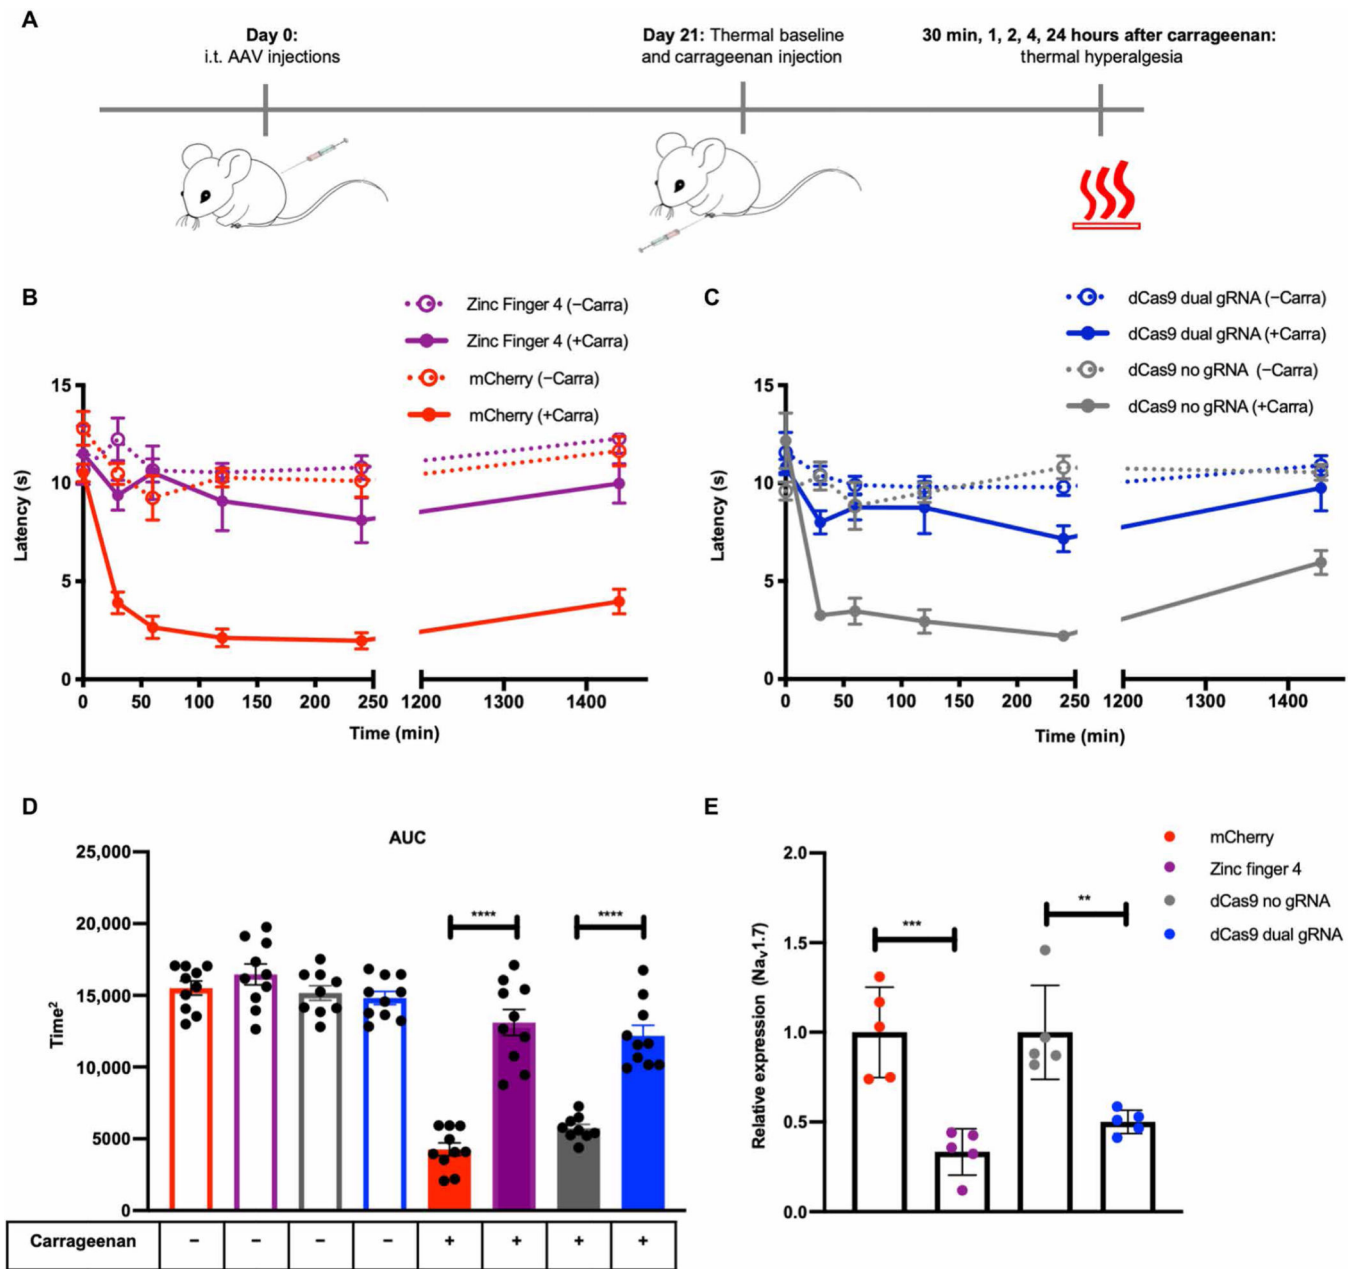 A
Day 0:
i.t. AAV injections
Day 21: Thermal baseline
and carrageenan injection
30 min, 1, 2, 4, 24 hours after carrageenan:
thermal hyperalgesia
B
Zinc Finger 4 (−Carra)
Zinc Finger 4 (+Carra)
mCherry (−Carra)
mCherry (+Carra)
15
10
5
0
Latency (s)
0 50 100 150 200 250 1200 1300 1400
Time (min)
C
dCas9 dual gRNA (−Carra)
dCas9 dual gRNA (+Carra)
dCas9 no gRNA (−Carra)
dCas9 no gRNA (+Carra)
15
10
5
0
Latency (s)
0 50 100 150 200 250 1200 1300 1400
Time (min)
D
AUC
25,000
20,000
15,000
10,000
5000
0
Time²
**** ****
Carrageenan − − − − + + + +
E
mCherry
Zinc finger 4
dCas9 no gRNA
dCas9 dual gRNA
2.0
1.5
1.0
0.5
0.0
Relative expression (Naᵥ1.7)
*** **